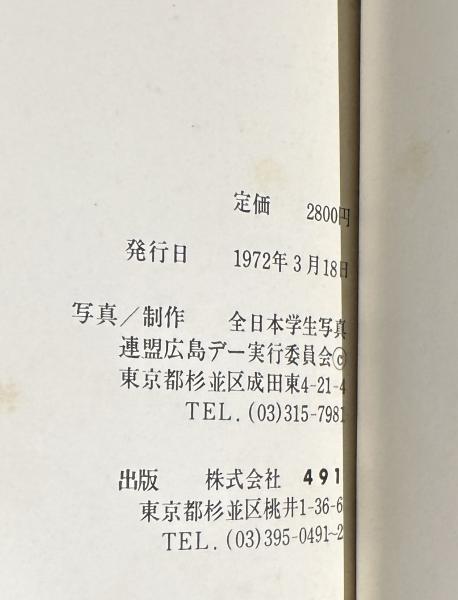 定価 2800円
発行日 1972年3月18日
写真/制作 全日本学生写真
連盟広島デー実行委員会©
東京都杉並区成田東4-21-4
TEL. (03)315-7981
出版 株式会社 491
東京都杉並区桃井1-36-6
TEL. (03)395-0491~2